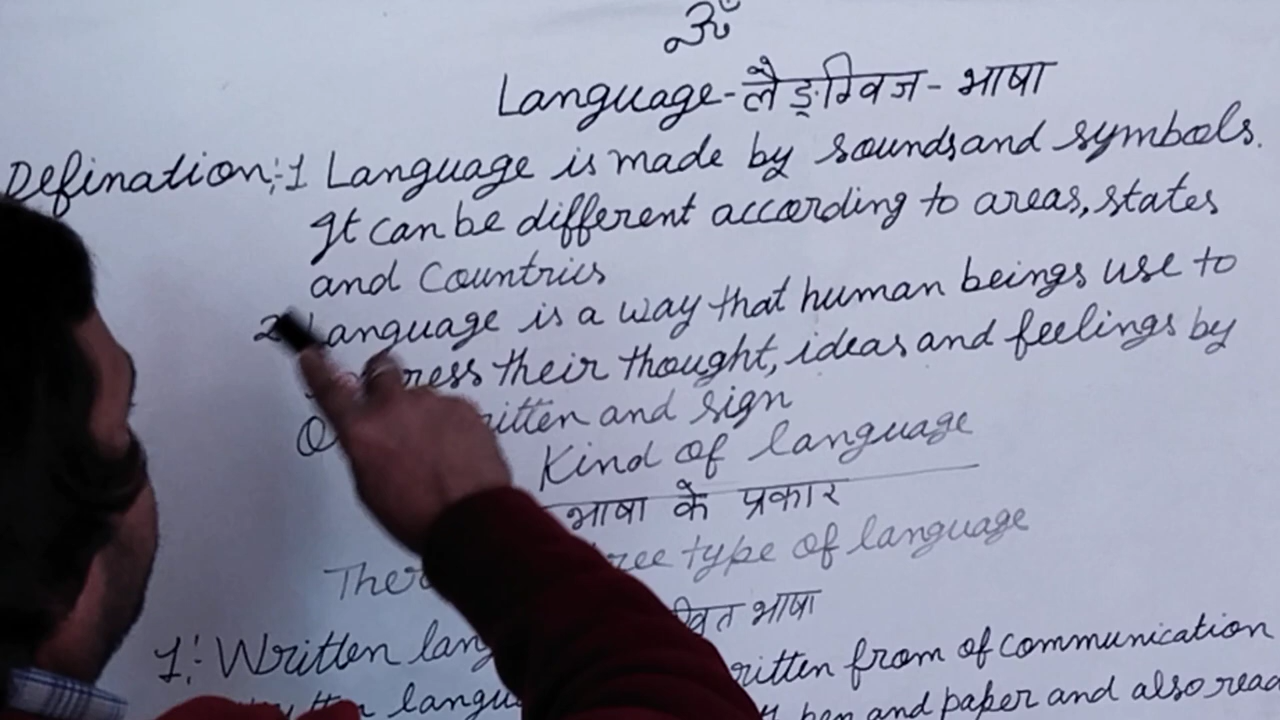 ॐ
Language-लैङ्ग्विज-भाषा
Defination:-1 Language is made by sounds and symbols.
It can be different according to areas, states
and Countries
2 Language is a way that human beings use to
their thought, ideas and feelings by
and sign
Kind of language
भाषा के प्रकार
type of language
भाषा
1:- Written from of communication
pen and paper and also read